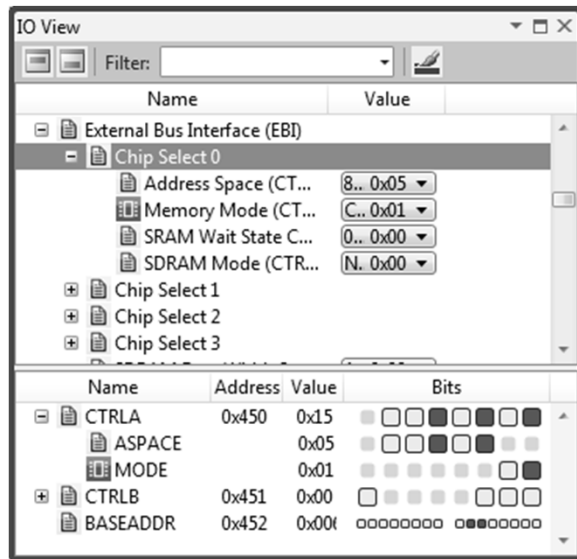 IO View
Filter:
Name Value
External Bus Interface (EBI)
Chip Select 0
Address Space (CT... 8.. 0x05
Memory Mode (CT... C.. 0x01
SRAM Wait State C... 0.. 0x00
SDRAM Mode (CTR... N. 0x00
Chip Select 1
Chip Select 2
Chip Select 3
Name Address Value Bits
CTRLA 0x450 0x15
ASPACE 0x05
MODE 0x01
CTRLB 0x451 0x00
BASEADDR 0x452